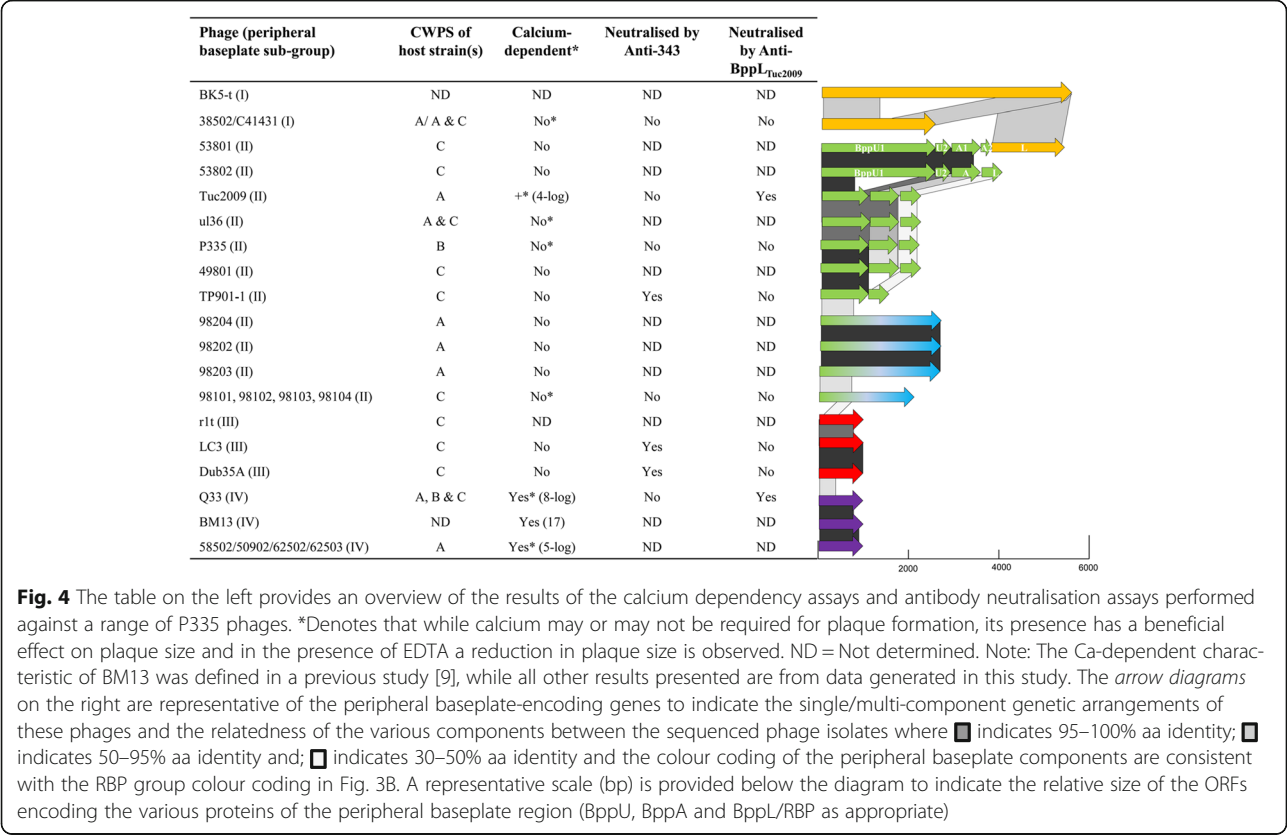 Phage (peripheral baseplate sub-group) CWPS of host strain(s) Calcium-dependent* Neutralised by Anti-343 Neutralised by Anti-BppLTuc2009
BK5-t (I) ND ND ND ND
38502/C41431 (I) A/ A & C No* No No
53801 (II) C No ND ND
BppU1 U2 A1 A2 L
53802 (II) C No ND ND
BppU1 U2 A L
Tuc2009 (II) A +* (4-log) No Yes
ul36 (II) A & C No* ND ND
P335 (II) B No* No No
49801 (II) C No ND ND
TP901-1 (II) C No Yes No
98204 (II) A No ND ND
98202 (II) A No ND ND
98203 (II) A No ND ND
98101, 98102, 98103, 98104 (II) C No* No No
r1t (III) C ND ND ND
LC3 (III) C No Yes No
Dub35A (III) C No Yes No
Q33 (IV) A, B & C Yes* (8-log) No Yes
BM13 (IV) ND Yes (17) ND ND
58502/50902/62502/62503 (IV) A Yes* (5-log) ND ND
2000 4000 6000
Fig. 4 The table on the left provides an overview of the results of the calcium dependency assays and antibody neutralisation assays performed
against a range of P335 phages. *Denotes that while calcium may or may not be required for plaque formation, its presence has a beneficial
effect on plaque size and in the presence of EDTA a reduction in plaque size is observed. ND = Not determined. Note: The Ca-dependent charac-
teristic of BM13 was defined in a previous study [9], while all other results presented are from data generated in this study. The arrow diagrams
on the right are representative of the peripheral baseplate-encoding genes to indicate the single/multi-component genetic arrangements of
these phages and the relatedness of the various components between the sequenced phage isolates where indicates 95–100% aa identity;
indicates 50–95% aa identity and; indicates 30–50% aa identity and the colour coding of the peripheral baseplate components are consistent
with the RBP group colour coding in Fig. 3B. A representative scale (bp) is provided below the diagram to indicate the relative size of the ORFs
encoding the various proteins of the peripheral baseplate region (BppU, BppA and BppL/RBP as appropriate)